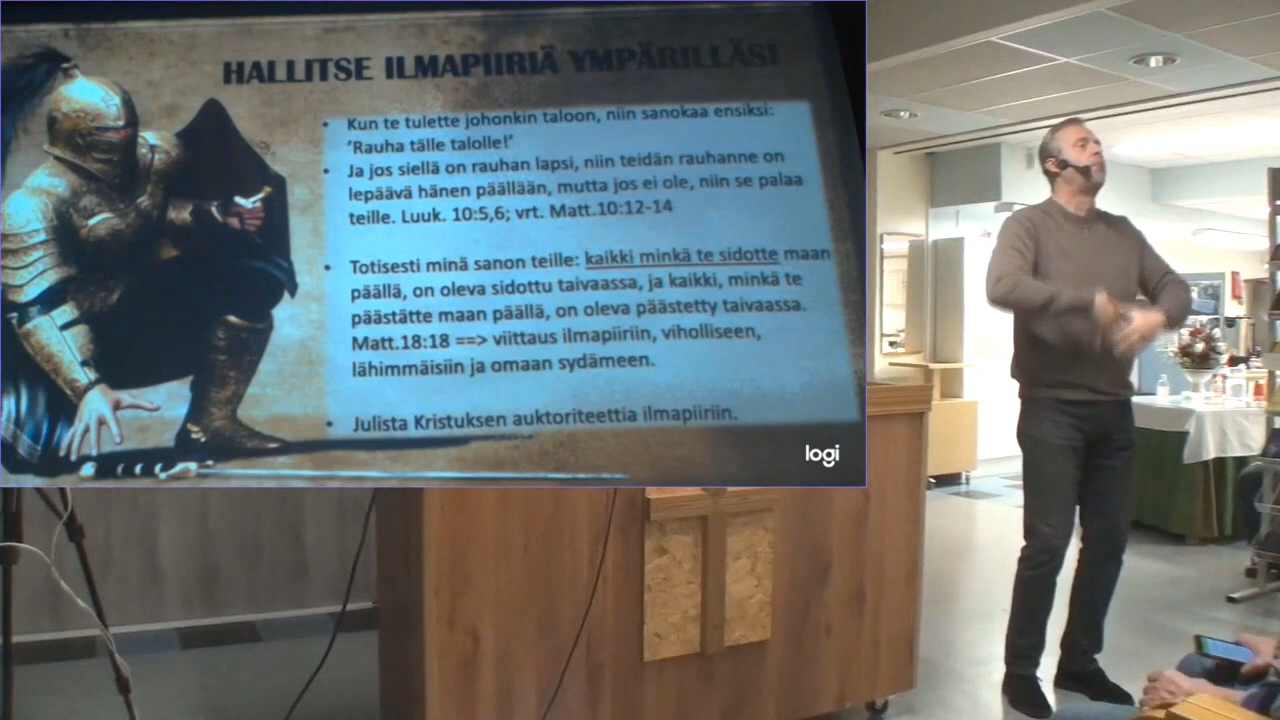 HALLITSE ILMAPIIRIÄ YMPÄRILLÄSI
• Kun te tulette johonkin taloon, niin sanokaa ensiksi:
'Rauha tälle talolle!'
• Ja jos siellä on rauhan lapsi, niin teidän rauhanne on
lepäävä hänen päällään, mutta jos ei ole, niin se palaa
teille. Luuk. 10:5,6; vrt. Matt.10:12-14
• Totisesti minä sanon teille: kaikki minkä te sidotte maan
päällä, on oleva sidottu taivaassa, ja kaikki, minkä te
päästätte maan päällä, on oleva päästetty taivaassa.
Matt.18:18 ==> viittaus ilmapiiriin, viholliseen,
lähimmäisiin ja omaan sydämeen.
• Julista Kristuksen auktoriteettia ilmapiiriin.
logi